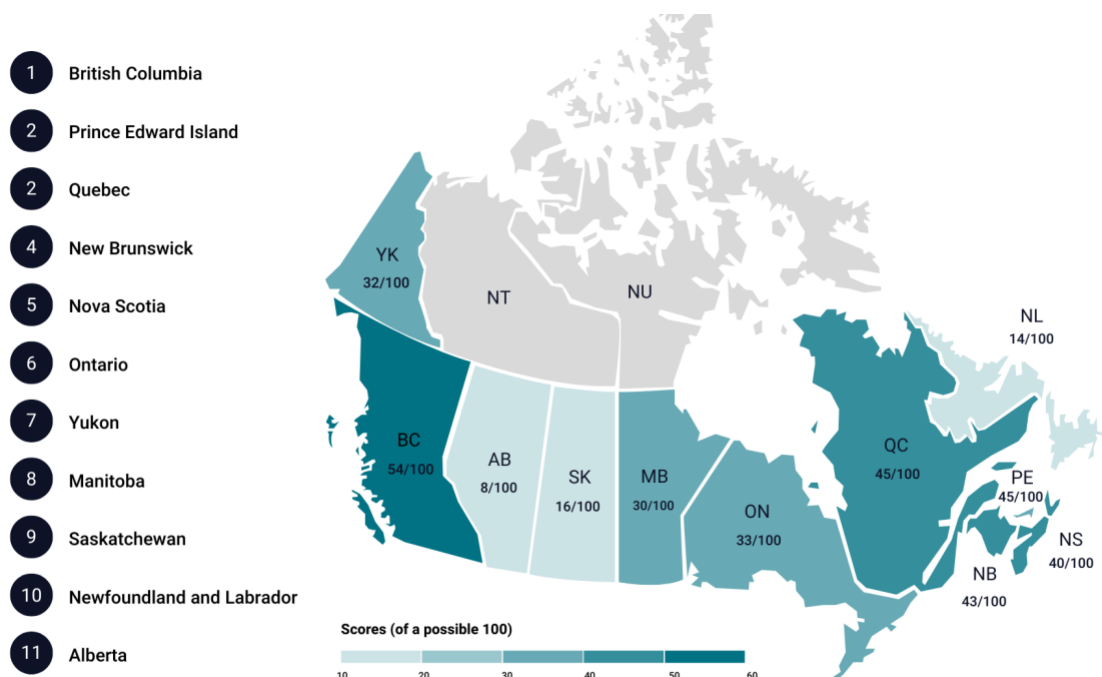 1 British Columbia
2 Prince Edward Island
2 Quebec
4 New Brunswick
5 Nova Scotia
6 Ontario
7 Yukon
8 Manitoba
9 Saskatchewan
10 Newfoundland and Labrador
11 Alberta
YK
32/100
NT
NU
NL
14/100
BC
54/100
AB
8/100
SK
16/100
MB
30/100
ON
33/100
QC
45/100
PE
45/100
NS
40/100
NB
43/100
Scores (of a possible 100)
10 20 30 40 50 60